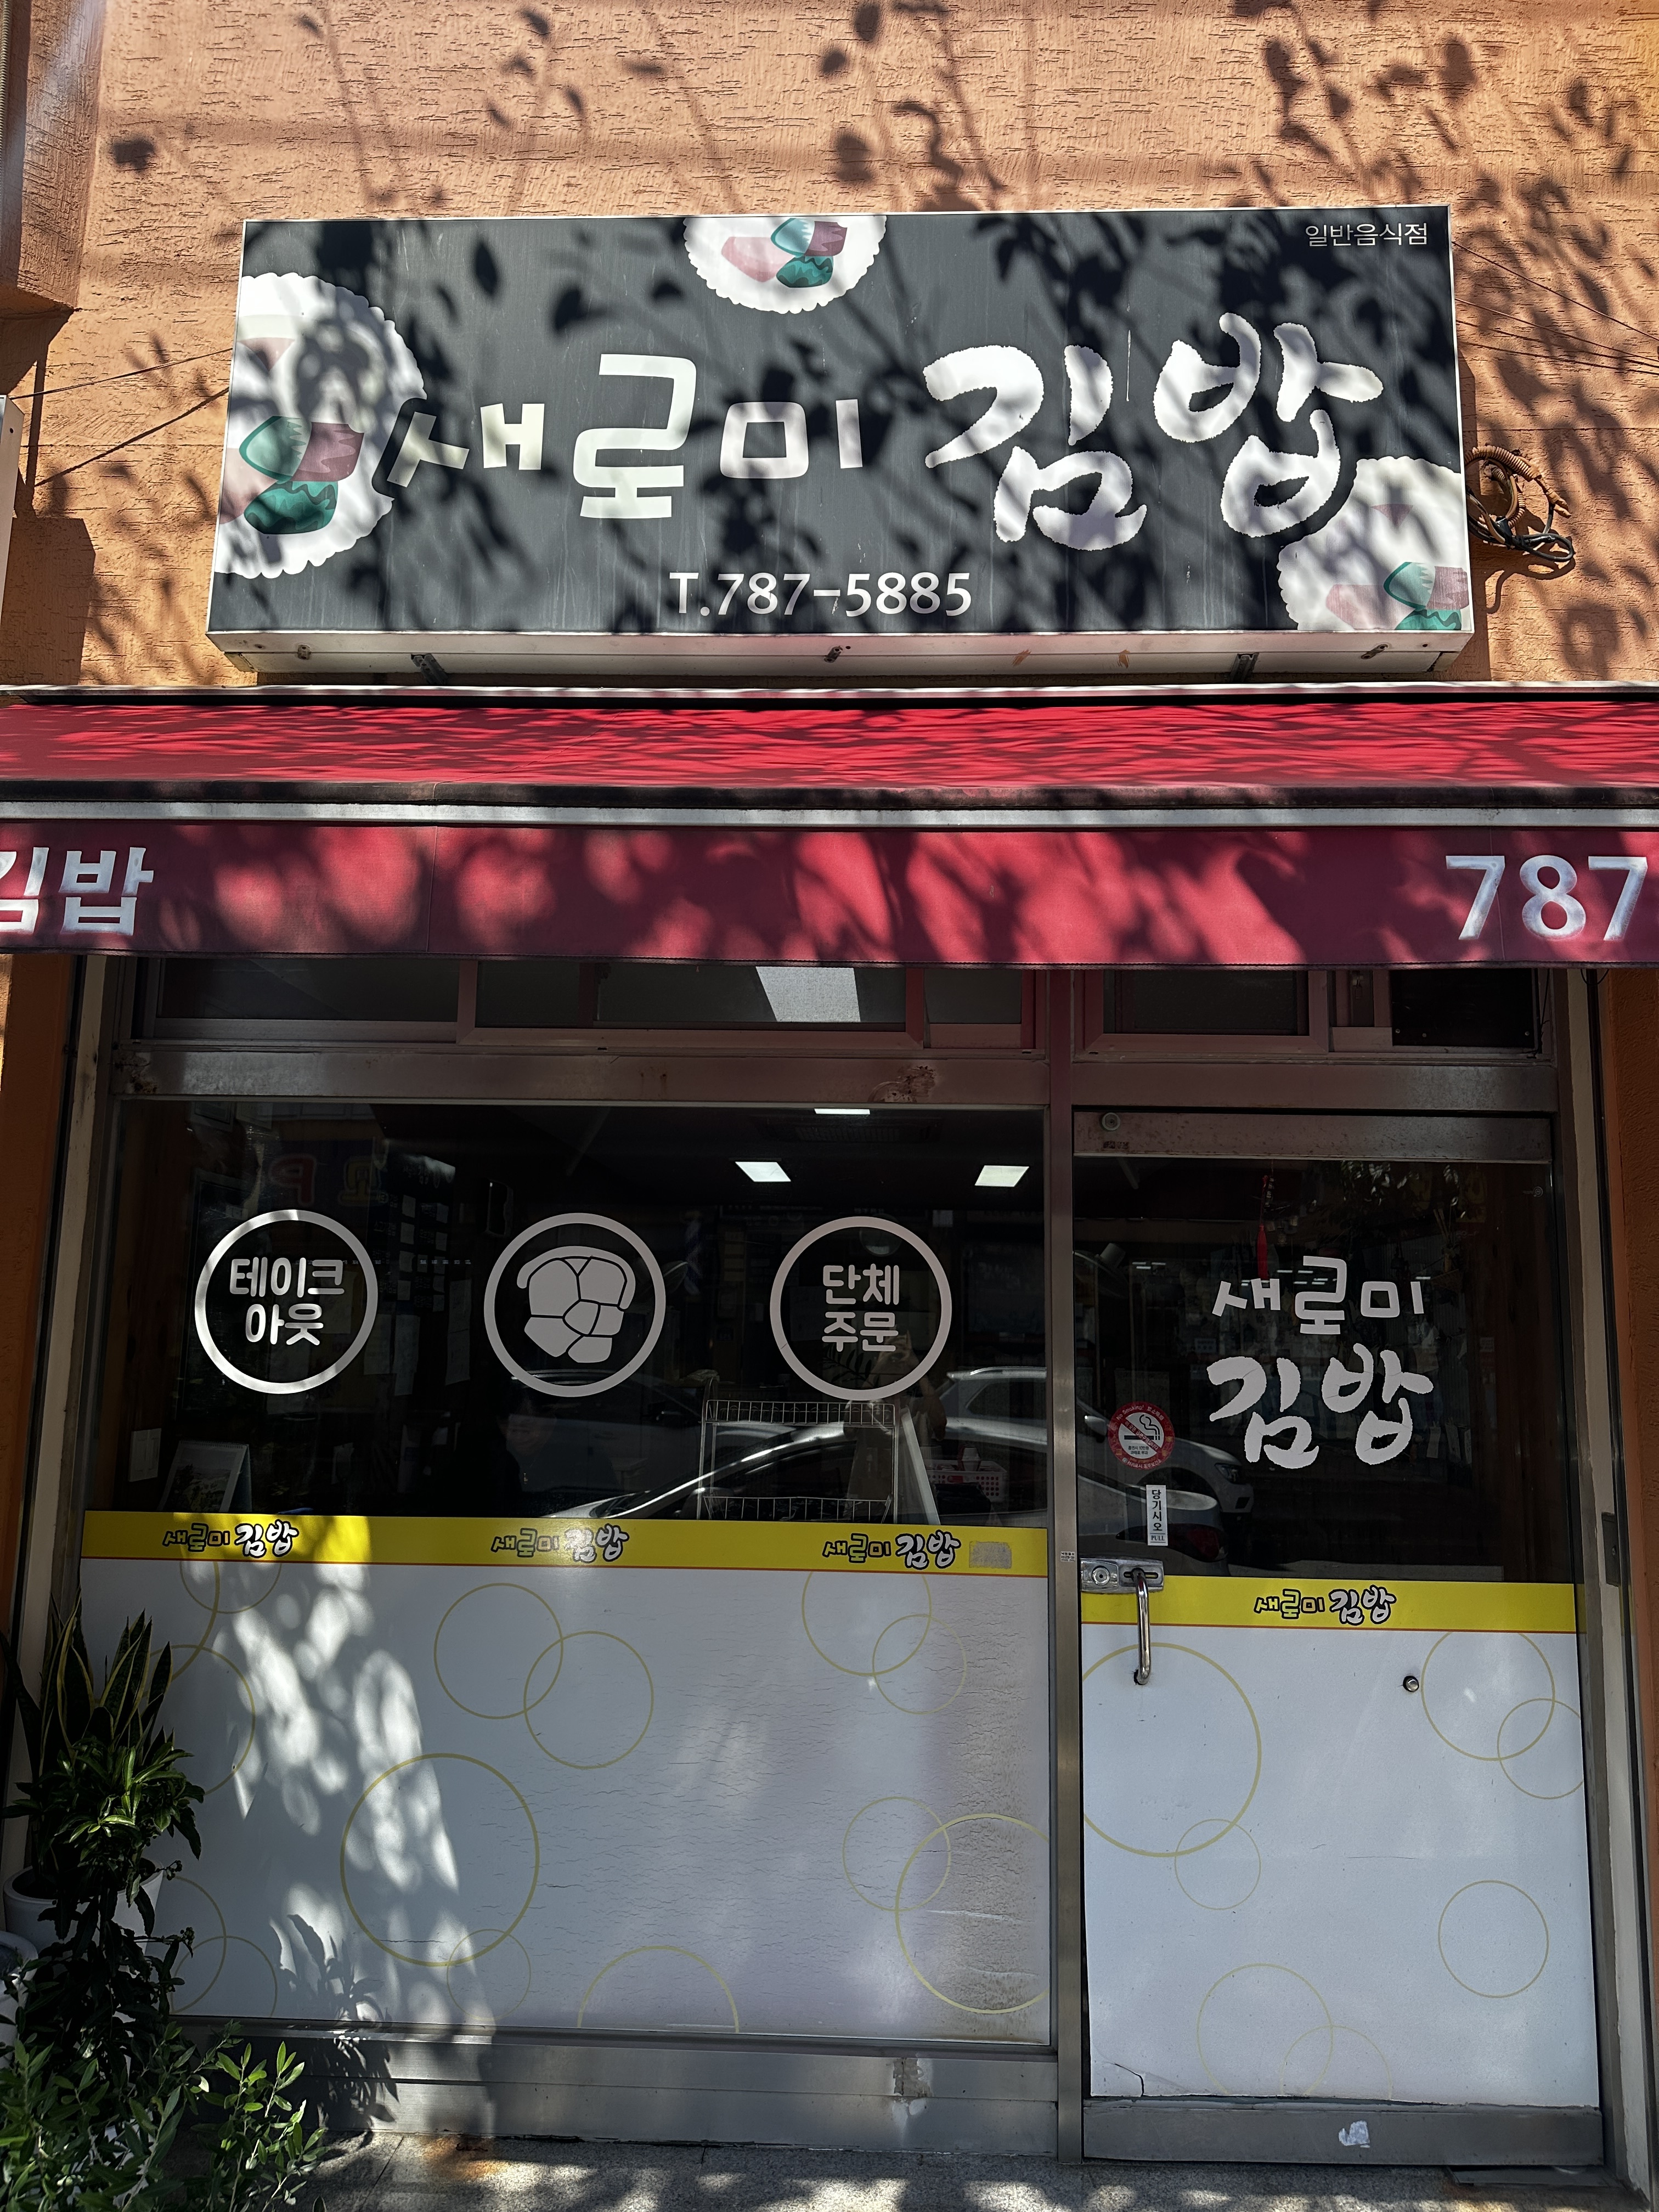 일반음식점
새로미 김밥
T.787-5885
김밥
787
테이크
아웃
단체
주문
새로미
김밥
No Smoking!
당기시오
PULL
새로미 김밥
새로미 김밥
새로미 김밥
새로미 김밥